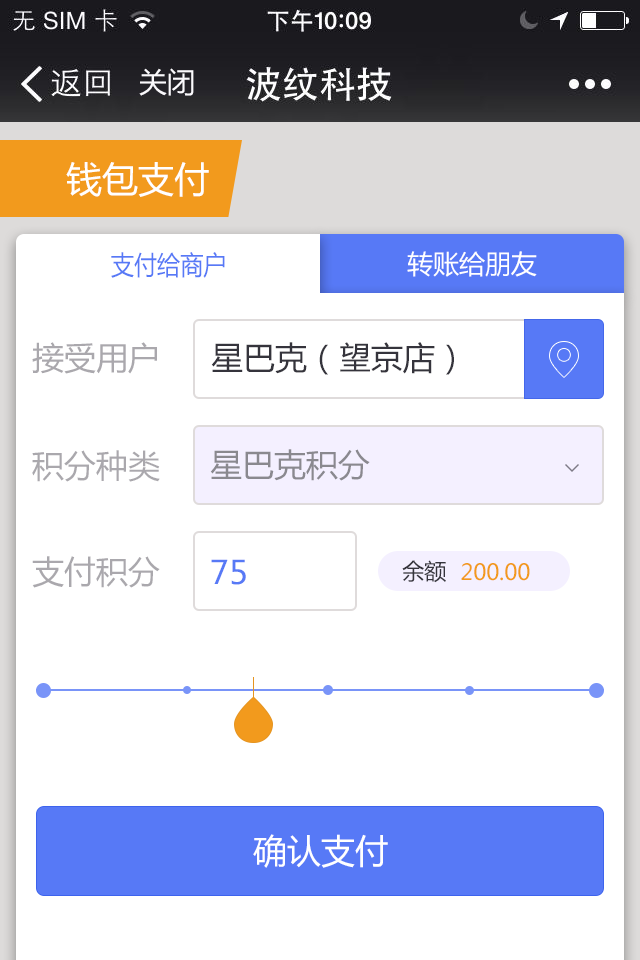 无 SIM 卡 下午10:09
返回 关闭 波纹科技
钱包支付
支付给商户 转账给朋友
接受用户 星巴克（望京店）
积分种类 星巴克积分
支付积分 75 余额 200.00
确认支付